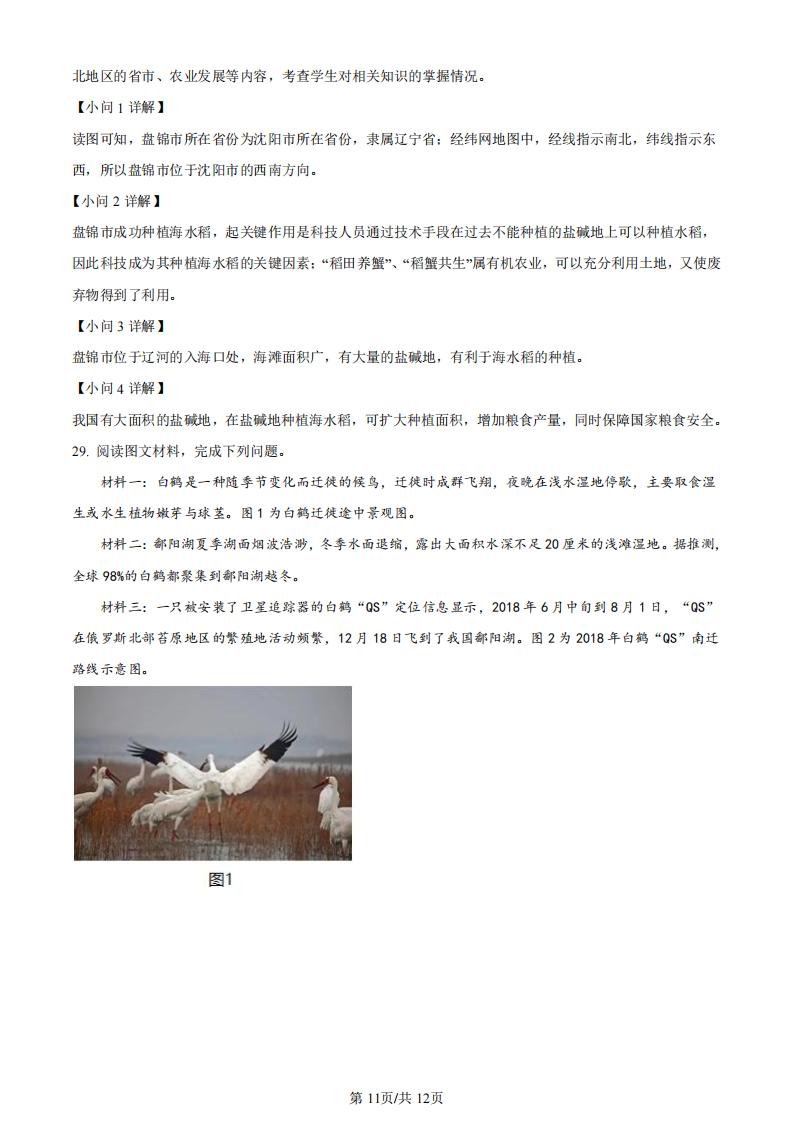 北地区的省市、农业发展等内容，考查学生对相关知识的掌握情况。
【小问 1 详解】
读图可知，盘锦市所在省份为沈阳市所在省份，隶属辽宁省；经纬网地图中，经线指示南北，纬线指示东
西，所以盘锦市位于沈阳市的西南方向。
【小问 2 详解】
盘锦市成功种植海水稻，起关键作用是科技人员通过技术手段在过去不能种植的盐碱地上可以种植水稻，
因此科技成为其种植海水稻的关键因素；“稻田养蟹”、“稻蟹共生”属有机农业，可以充分利用土地，又使废
弃物得到了利用。
【小问 3 详解】
盘锦市位于辽河的入海口处，海滩面积广，有大量的盐碱地，有利于海水稻的种植。
【小问 4 详解】
我国有大面积的盐碱地，在盐碱地种植海水稻，可扩大种植面积，增加粮食产量，同时保障国家粮食安全。
29. 阅读图文材料，完成下列问题。
材料一：白鹤是一种随季节变化而迁徙的候鸟，迁徙时成群飞翔，夜晚在浅水湿地停歇，主要取食湿
生或水生植物嫩芽与球茎。图 1 为白鹤迁徙途中景观图。
材料二：鄱阳湖夏季湖面烟波浩渺，冬季水面退缩，露出大面积水深不足 20 厘米的浅滩湿地。据推测，
全球 98%的白鹤都聚集到鄱阳湖越冬。
材料三：一只被安装了卫星追踪器的白鹤“QS”定位信息显示，2018 年 6 月中旬到 8 月 1 日，“QS”
在俄罗斯北部苔原地区的繁殖地活动频繁，12 月 18 日飞到了我国鄱阳湖。图 2 为 2018 年白鹤“QS”南迁
路线示意图。
图1
第 11页/共 12页